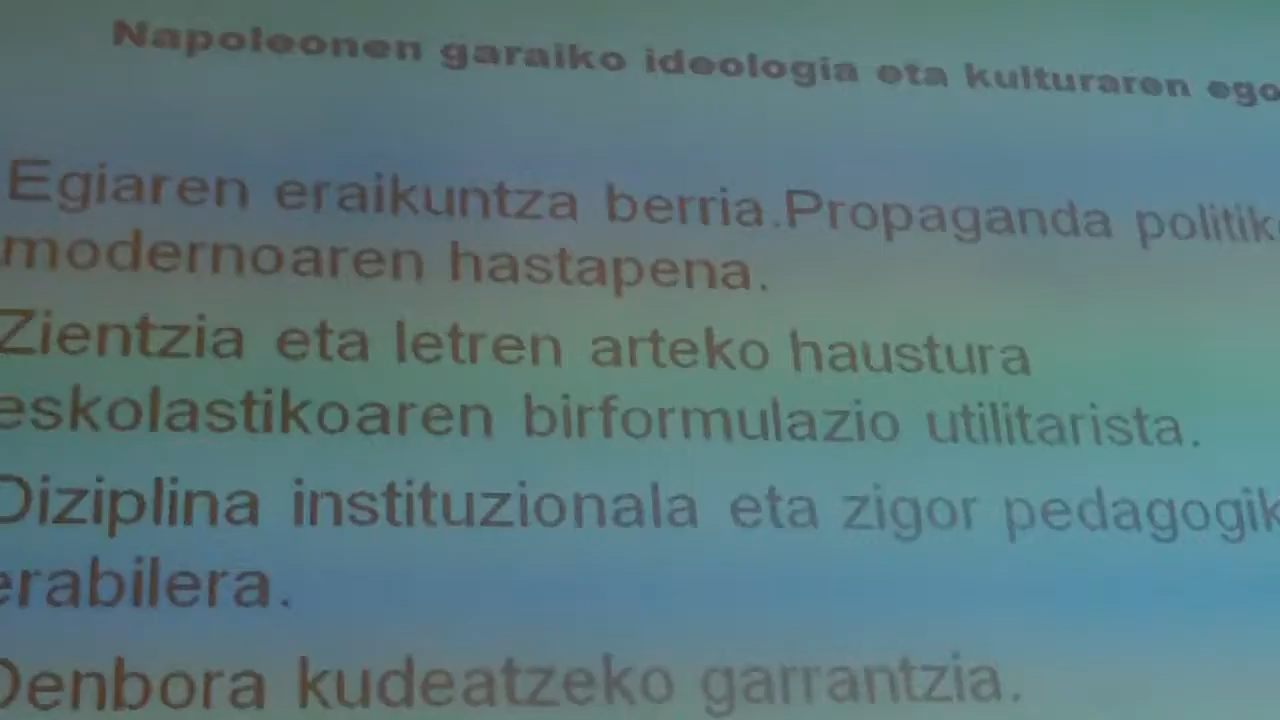 Napoleonen garaiko ideologia eta kulturaren
Egiaren eraikuntza berria.Propaganda
modernoaren hastapena.
Zientzia eta letren arteko haustura
eskolastikoaren birformulazio utilitarista.
Diziplina instituzionala eta zigor
erabilera.
Denbora kudeatzeko garrantzia.